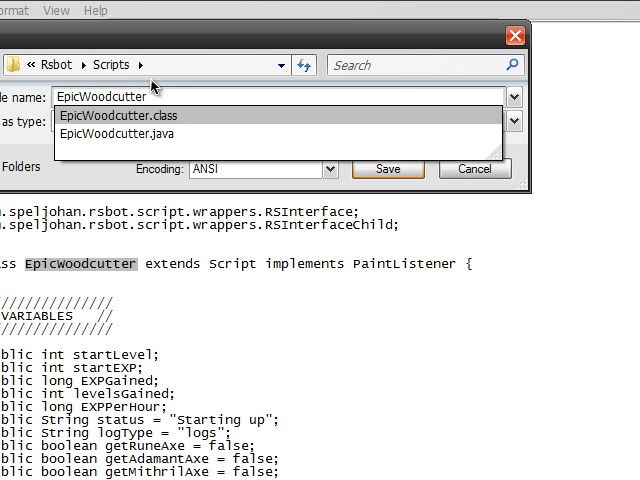 ormat View Help
« Rsbot Scripts Search
le name: EpicWoodcutter
EpicWoodcutter.class
as type:
EpicWoodcutter.java
Folders Encoding: ANSI Save Cancel
.speljohan.rsbot.script.wrappers.RSInterface;
.speljohan.rsbot.script.wrappers.RSInterfaceChild;
ass EpicWoodcutter extends Script implements PaintListener {
//////////////
VARIABLES //
//////////////
blic int startLevel;
blic int startEXP;
blic long EXPGained;
blic int levelsGained;
blic long EXPPerHour;
blic String status = "Starting up";
blic String logType = "logs";
blic boolean getRuneAxe = false;
blic boolean getAdamantAxe = false;
blic boolean getMithrilAxe = false;